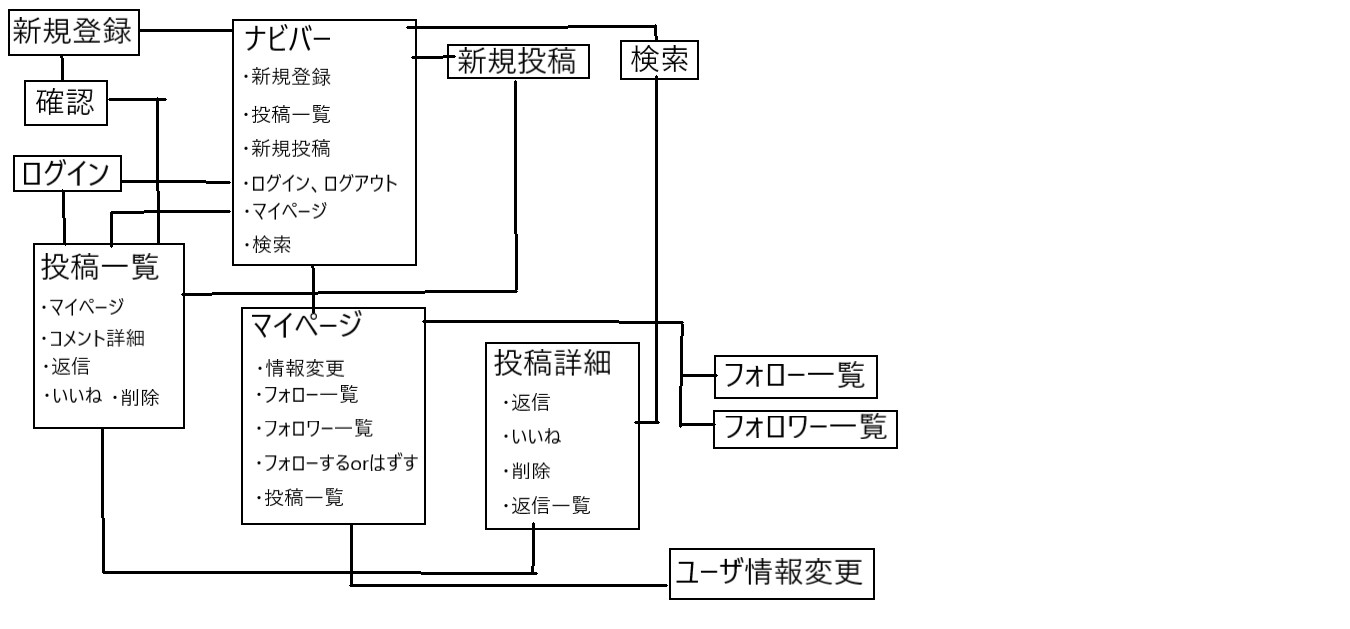 新規登録
確認
ログイン
ナビバー
・新規登録
・投稿一覧
・新規投稿
・ログイン、ログアウト
・マイページ
・検索
新規投稿
検索
投稿一覧
・マイページ
・コメント詳細
・返信
・いいね ・削除
マイページ
・情報変更
・フォロー一覧
・フォロワー一覧
・フォローするorはずす
・投稿一覧
投稿詳細
・返信
・いいね
・削除
・返信一覧
フォロー一覧
フォロワー一覧
ユーザ情報変更